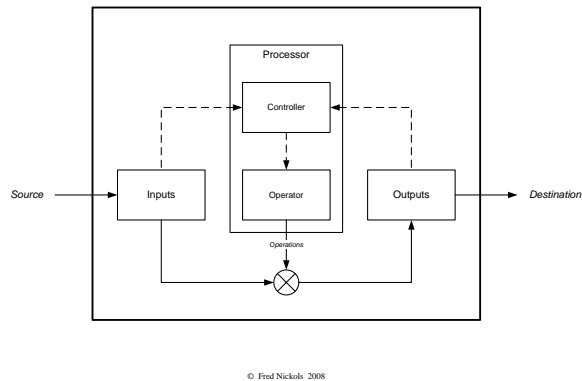 Processor
Controller
Source
Inputs
Operator
Outputs
Destination
Operations
© Fred Nickols 2008